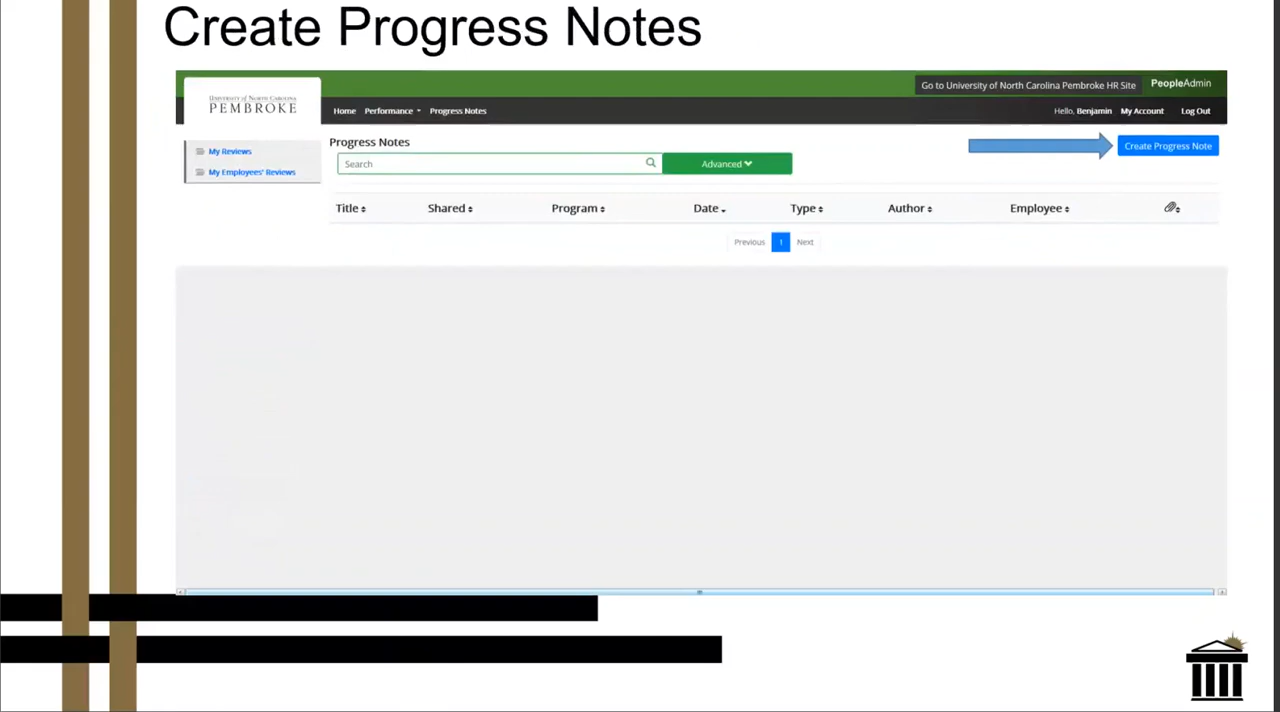 Create Progress Notes
Go to University of North Carolina Pembroke HR Site
PeopleAdmin
University of North Carolina
PEMBROKE
Home Performance Progress Notes
Hello, Benjamin My Account Log Out
My Reviews
My Employees' Reviews
Progress Notes
Create Progress Note
Search
Advanced
Title Shared Program Date Type Author Employee
Previous 1 Next